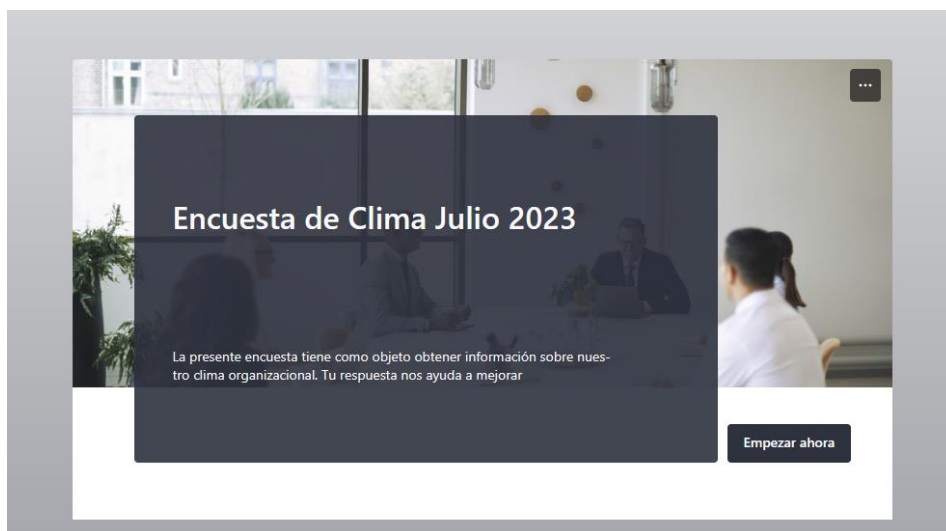 ...
Encuesta de Clima Julio 2023
La presente encuesta tiene como objeto obtener información sobre nues-
tro clima organizacional. Tu respuesta nos ayuda a mejorar
Empezar ahora